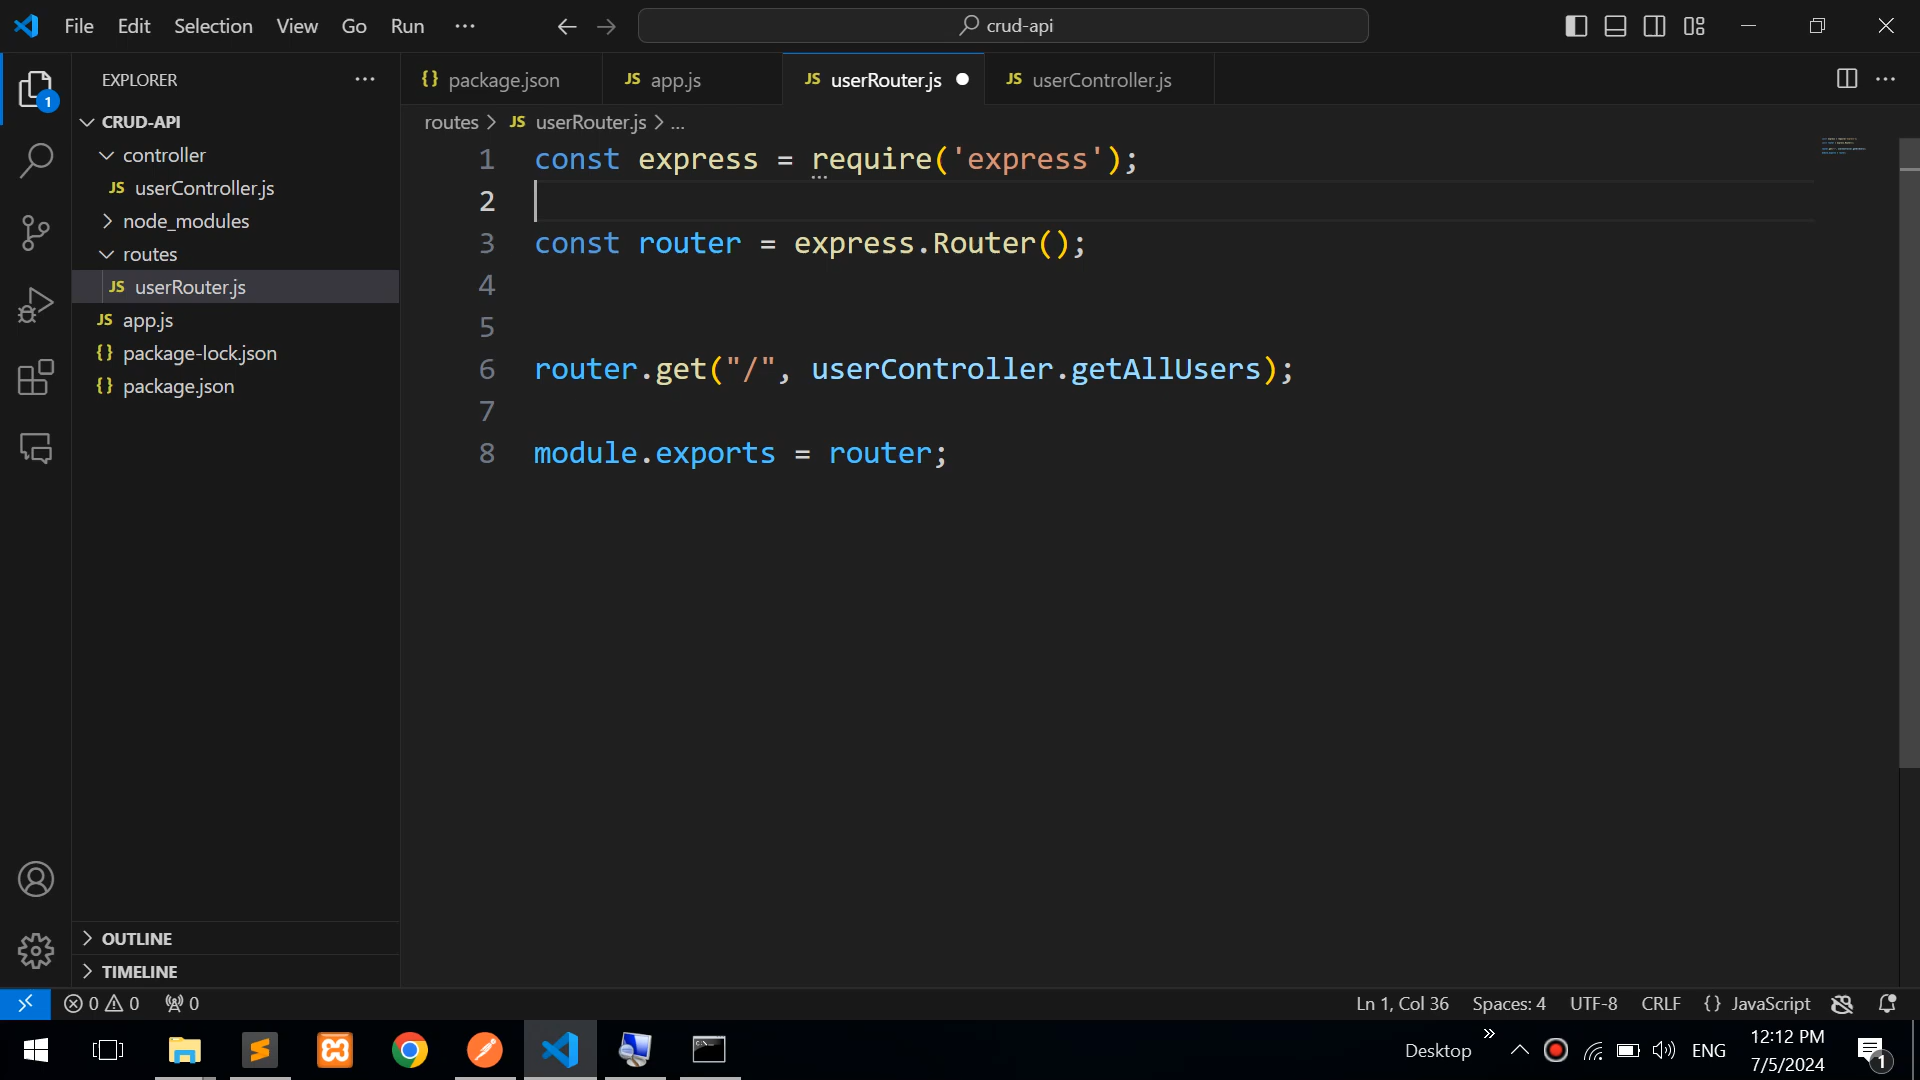 File Edit Selection View Go Run ···
crud-api
EXPLORER
1
CRUD-API
controller
JS userController.js
node_modules
routes
JS userRouter.js
JS app.js
{} package-lock.json
{} package.json
OUTLINE
TIMELINE
{} package.json
JS app.js
JS userRouter.js
JS userController.js
routes > JS userRouter.js > ...
1 const express = require('express');
2
3 const router = express.Router();
4
5
6 router.get("/", userController.getAllUsers);
7
8 module.exports = router;
0 0 0
Ln 1, Col 36 Spaces: 4 UTF-8 CRLF {} JavaScript
Desktop
ENG
12:12 PM
7/5/2024
1